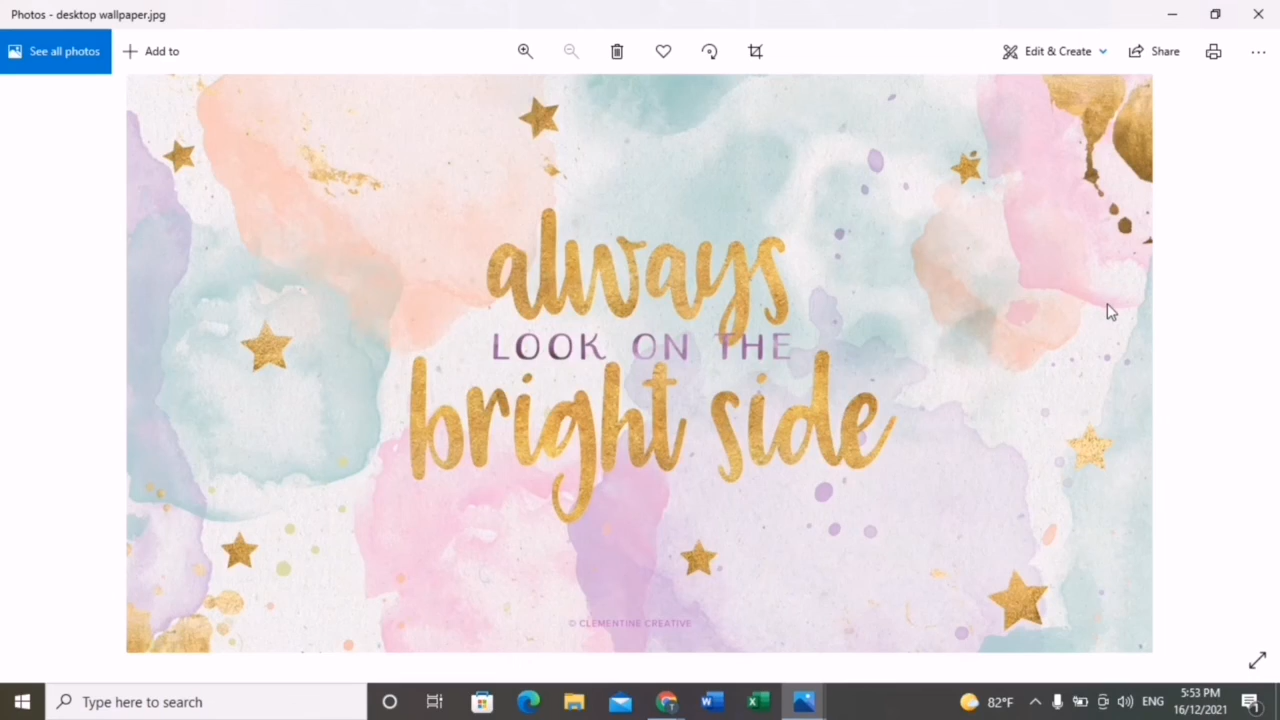 Photos - desktop wallpaper.jpg
See all photos
Add to
Edit & Create
Share
always
LOOK ON THE
bright side
© CLEMENTINE CREATIVE
Type here to search
82°F
ENG
5:53 PM
16/12/2021